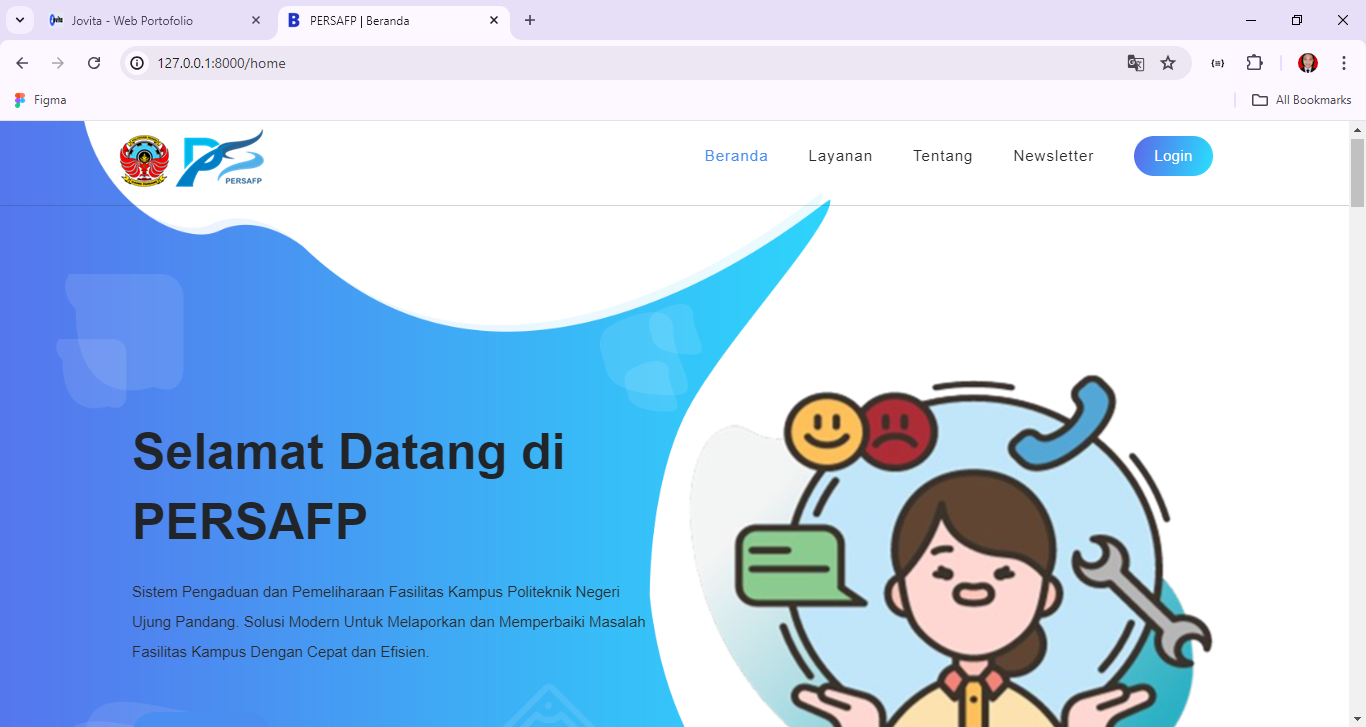 Jovita - Web Portofolio
PERSAFP | Beranda
127.0.0.1:8000/home
Figma
All Bookmarks
PERSAFP
Beranda
Layanan
Tentang
Newsletter
Login
Selamat Datang di
PERSAFP
Sistem Pengaduan dan Pemeliharaan Fasilitas Kampus Politeknik Negeri
Ujung Pandang. Solusi Modern Untuk Melaporkan dan Memperbaiki Masalah
Fasilitas Kampus Dengan Cepat dan Efisien.